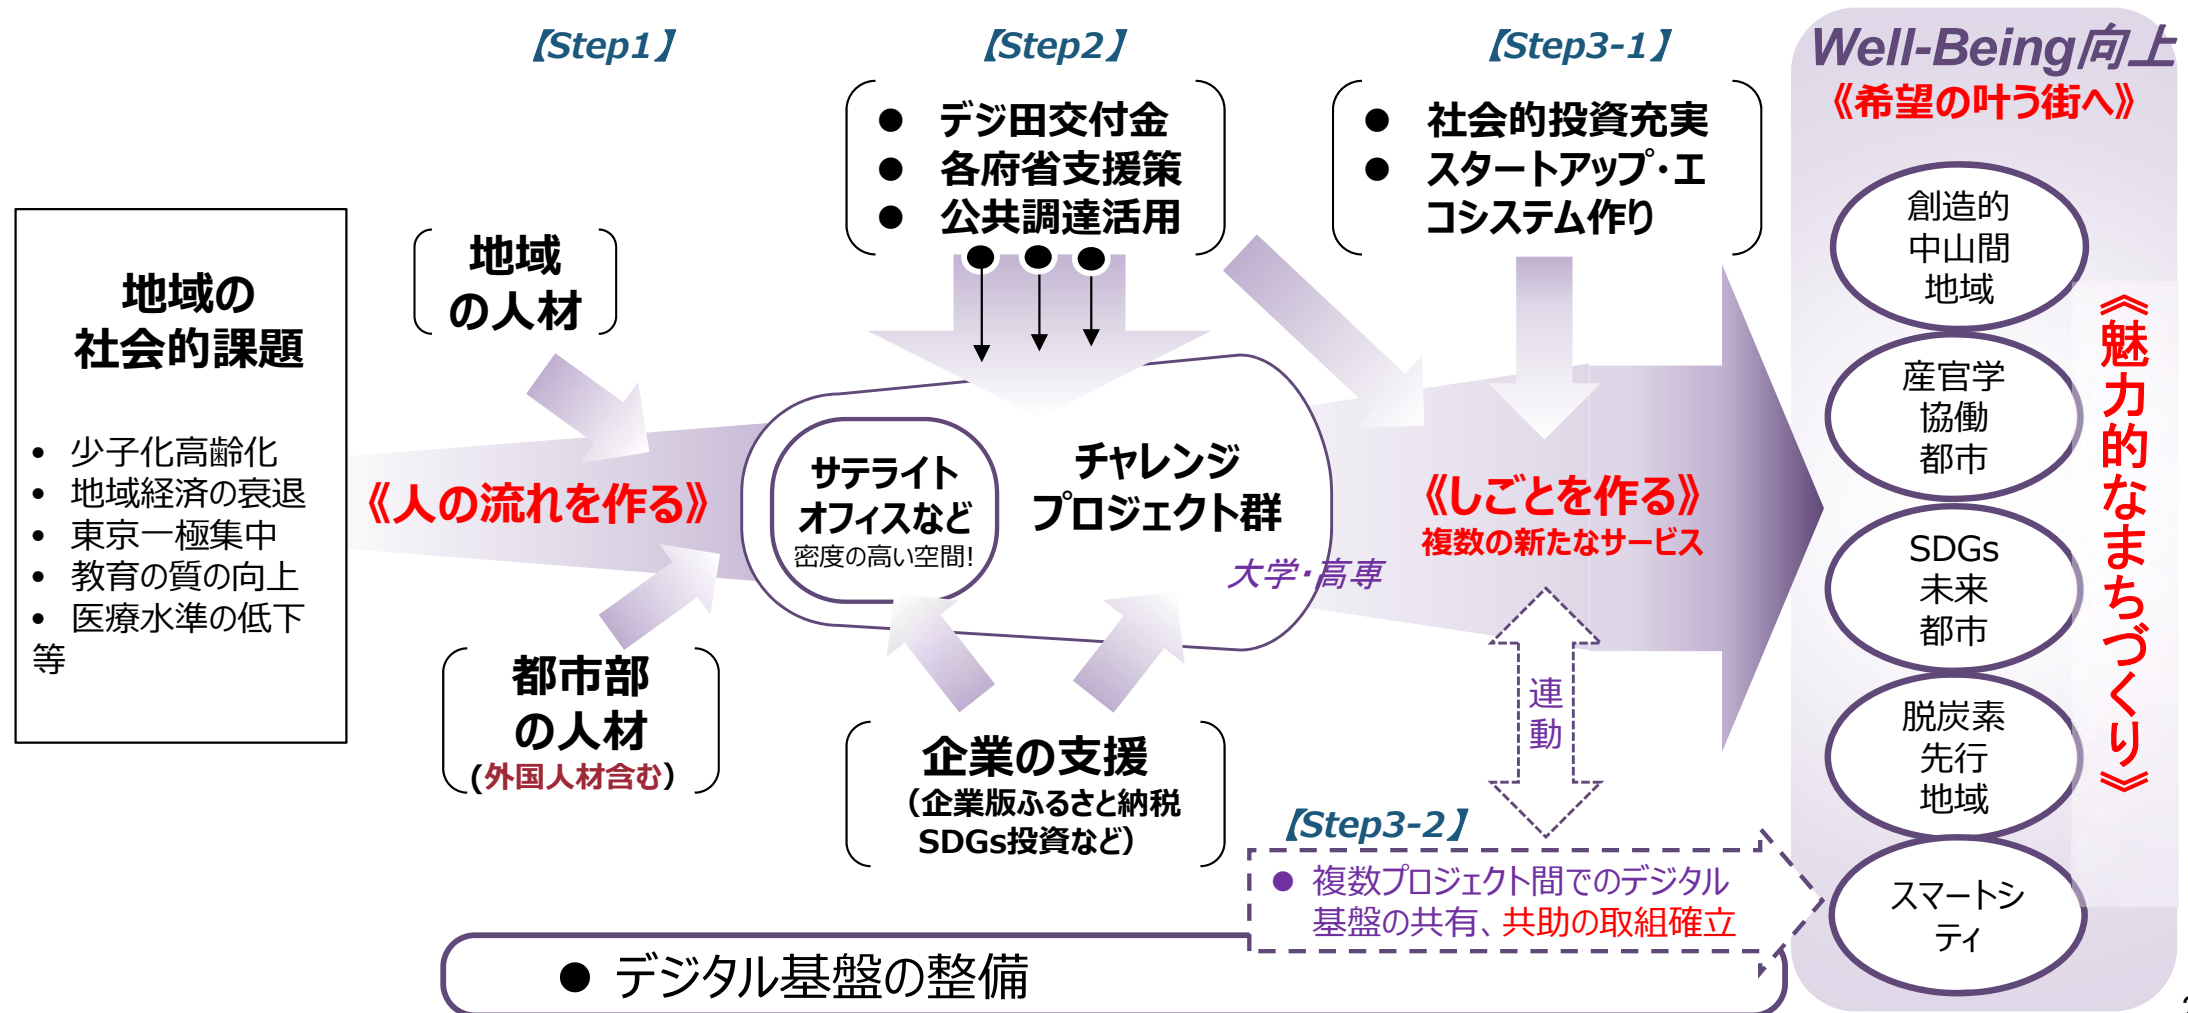 【Step1】
【Step2】
【Step3-1】
Well-Being向上
《希望の叶う街へ》
地域の
社会的課題
• 少子化高齢化
• 地域経済の衰退
• 東京一極集中
• 教育の質の向上
• 医療水準の低下
等
地域
の人材
《人の流れを作る》
都市部
の人材
(外国人材含む)
● デジ田交付金
● 各府省支援策
● 公共調達活用
サテライト
オフィスなど
密度の高い空間!
チャレンジ
プロジェクト群
大学・高専
企業の支援
(企業版ふるさと納税
SDGs投資など)
● 社会的投資充実
● スタートアップ・エ
コシステム作り
《しごとを作る》
複数の新たなサービス
連
動
【Step3-2】
● 複数プロジェクト間でのデジタル
基盤の共有、共助の取組確立
● デジタル基盤の整備
創造的
中山間
地域
産官学
協働
都市
SDGs
未来
都市
脱炭素
先行
地域
スマートシ
ティ
《魅力的なまちづくり》